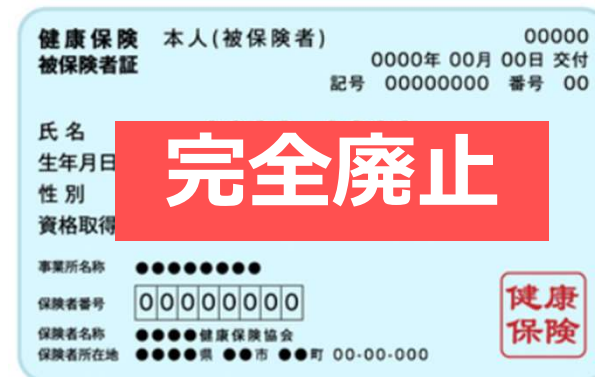 健康保険 本人(被保険者) 00000
被保険者証 0000年 00月 00日 交付
記号 00000000 番号 00
氏名
生年月日
性別
資格取得
完全廃止
事業所名称 ●●●●●●●●
保険者番号 00000000
保険者名称 ●●●●健康保険協会
保険者所在地 ●●●●県 ●●市 ●●町 00-00-000
健康
保険